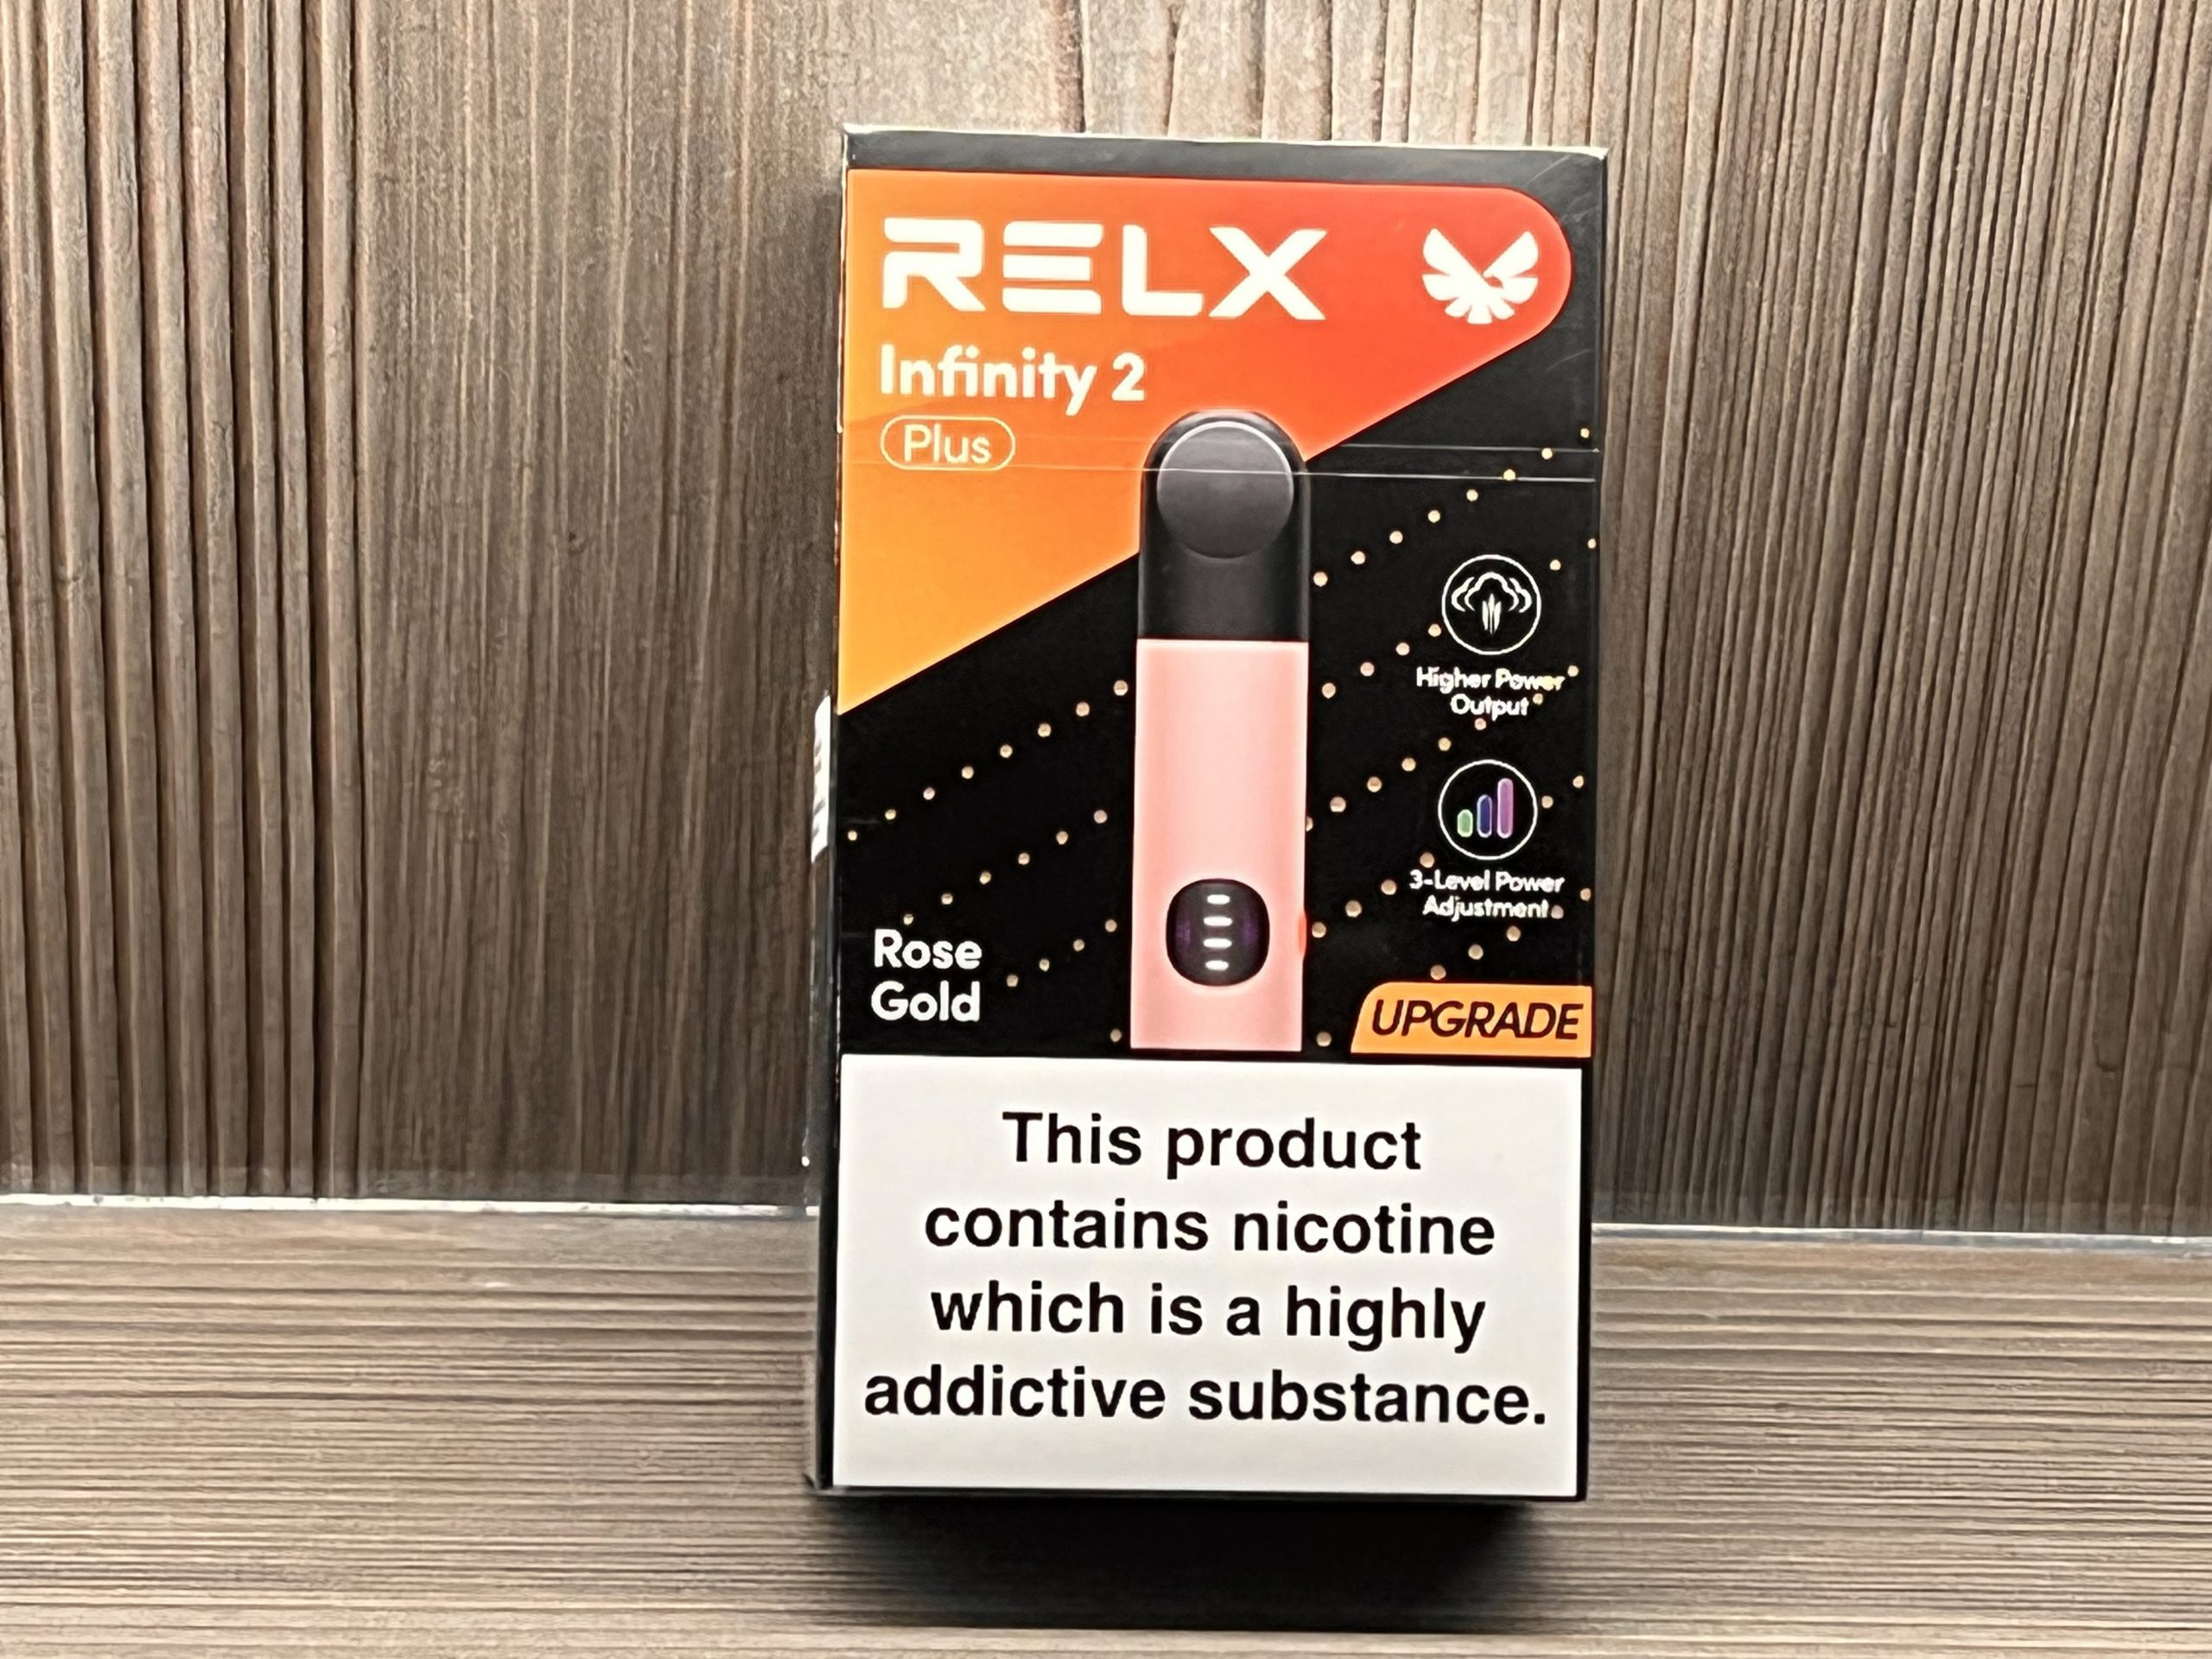 RELX
Infinity 2
Plus
Higher Power
Output
3-Level Power
Adjustment
Rose
Gold
UPGRADE
This product
contains nicotine
which is a highly
addictive substance.